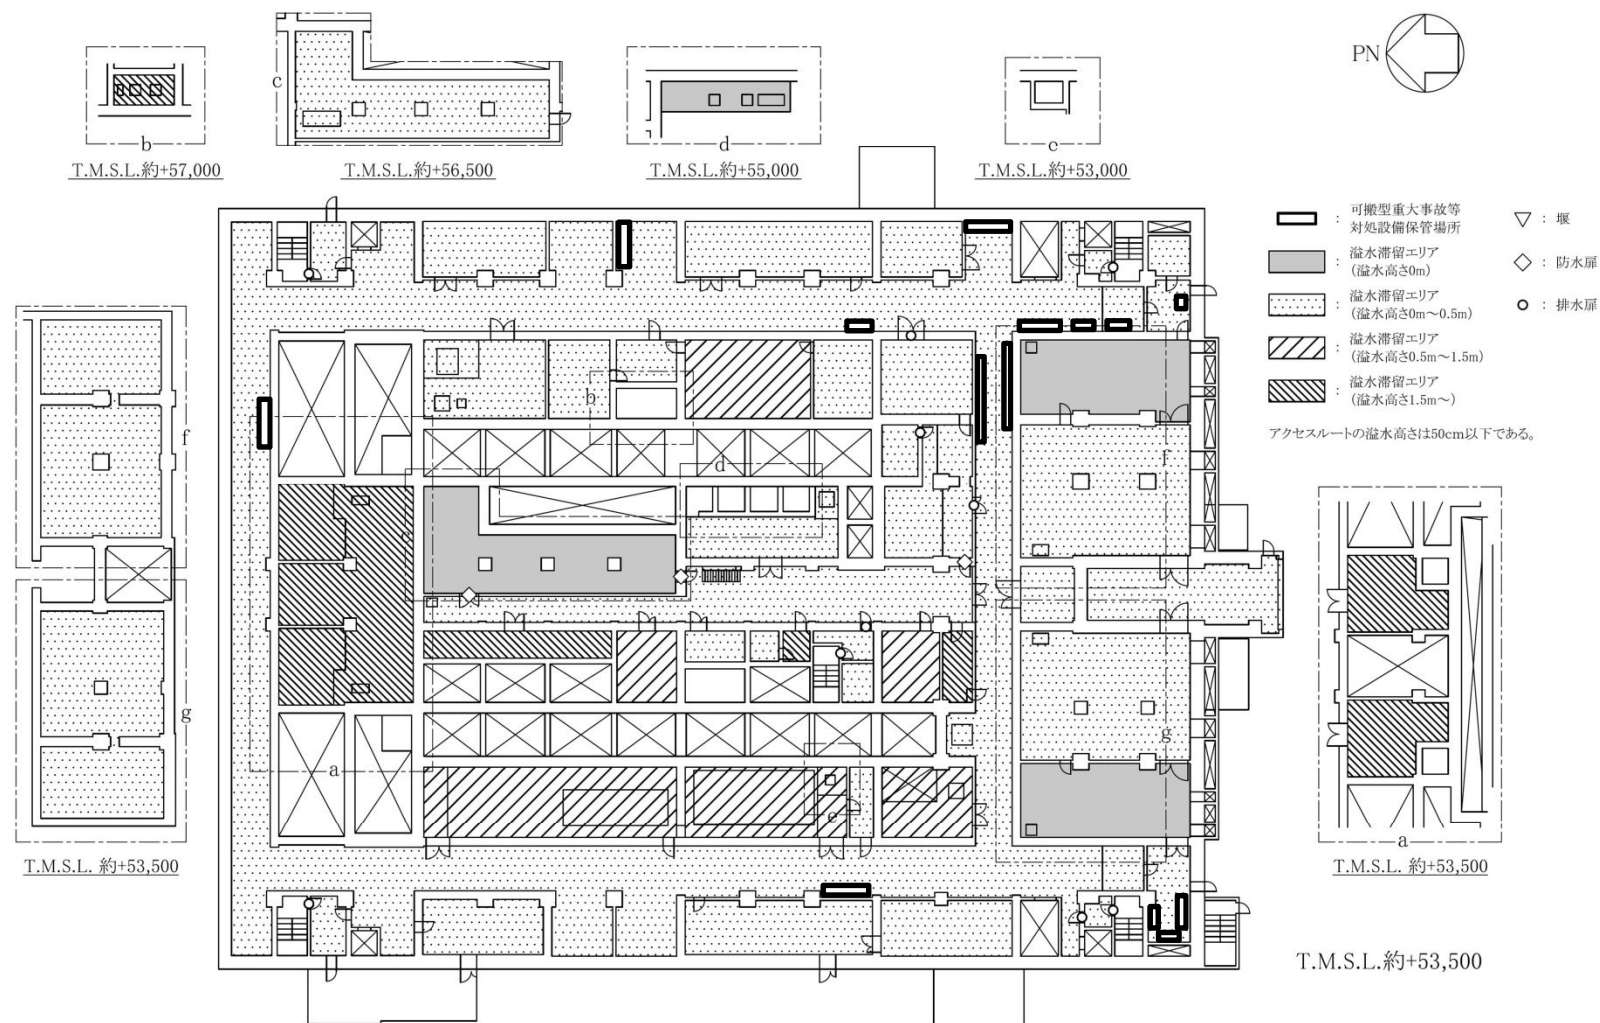 PN
c
b
T.M.S.L.約+57,000
T.M.S.L.約+56,500
d
T.M.S.L.約+55,000
e
T.M.S.L.約+53,000
: 可搬型重大事故等
対処設備保管場所
: 溢水滞留エリア
(溢水高さ0m)
: 溢水滞留エリア
(溢水高さ0m~0.5m)
: 溢水滞留エリア
(溢水高さ0.5m~1.5m)
: 溢水滞留エリア
(溢水高さ1.5m~)
: 堰
: 防水扉
: 排水扉
アクセスルートの溢水高さは50cm以下である。
f
g
T.M.S.L. 約+53,500
b
d
c
f
a
e
g
a
T.M.S.L. 約+53,500
T.M.S.L.約+53,500